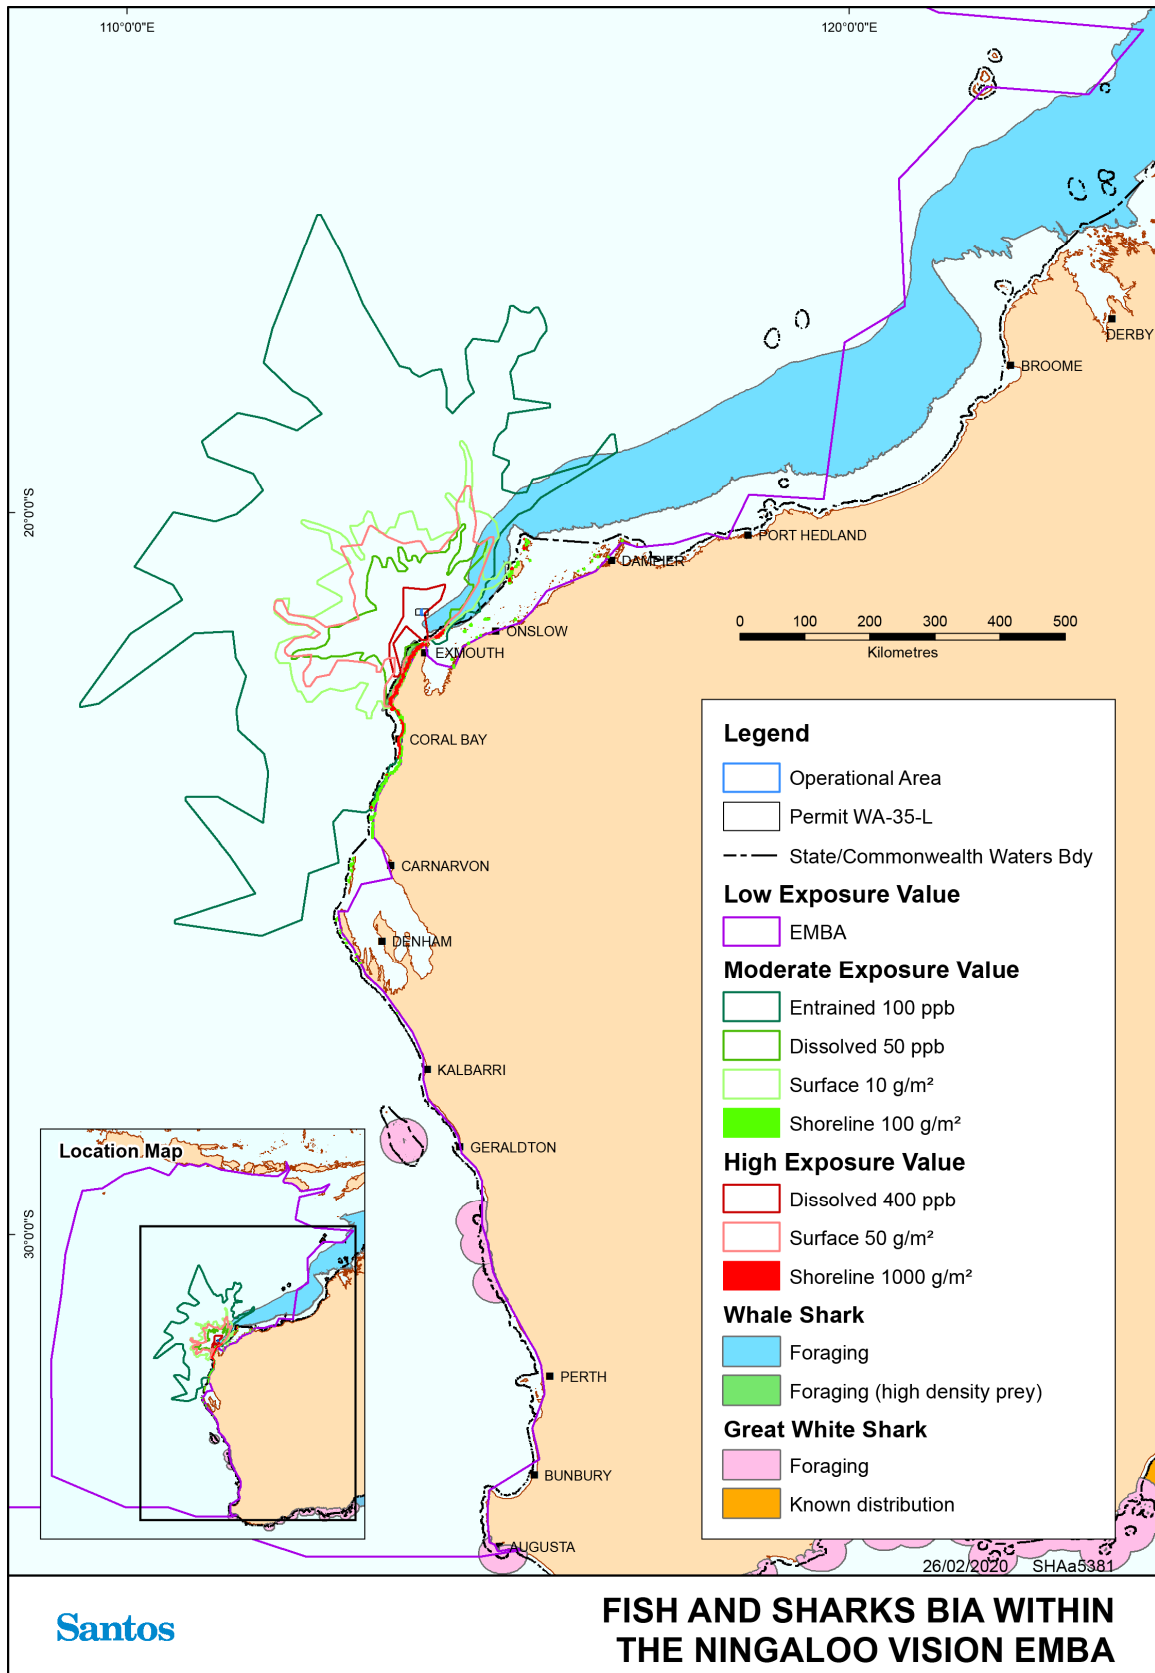 110°0'0"E
120°0'0"E
20°0'0"S
30°0'0"S
DERBY
BROOME
PORT HEDLAND
DAMPIER
ONSLOW
EXMOUTH
CORAL BAY
CARNARVON
DENHAM
KALBARRI
GERALDTON
PERTH
BUNBURY
AUGUSTA
0 100 200 300 400 500
Kilometres
Legend
Operational Area
Permit WA-35-L
State/Commonwealth Waters Bdy
Low Exposure Value
EMBA
Moderate Exposure Value
Entrained 100 ppb
Dissolved 50 ppb
Surface 10 g/m²
Shoreline 100 g/m²
High Exposure Value
Dissolved 400 ppb
Surface 50 g/m²
Shoreline 1000 g/m²
Whale Shark
Foraging
Foraging (high density prey)
Great White Shark
Foraging
Known distribution
Location Map
26/02/2020 SHAa5381
Santos
FISH AND SHARKS BIA WITHIN
THE NINGALOO VISION EMBA